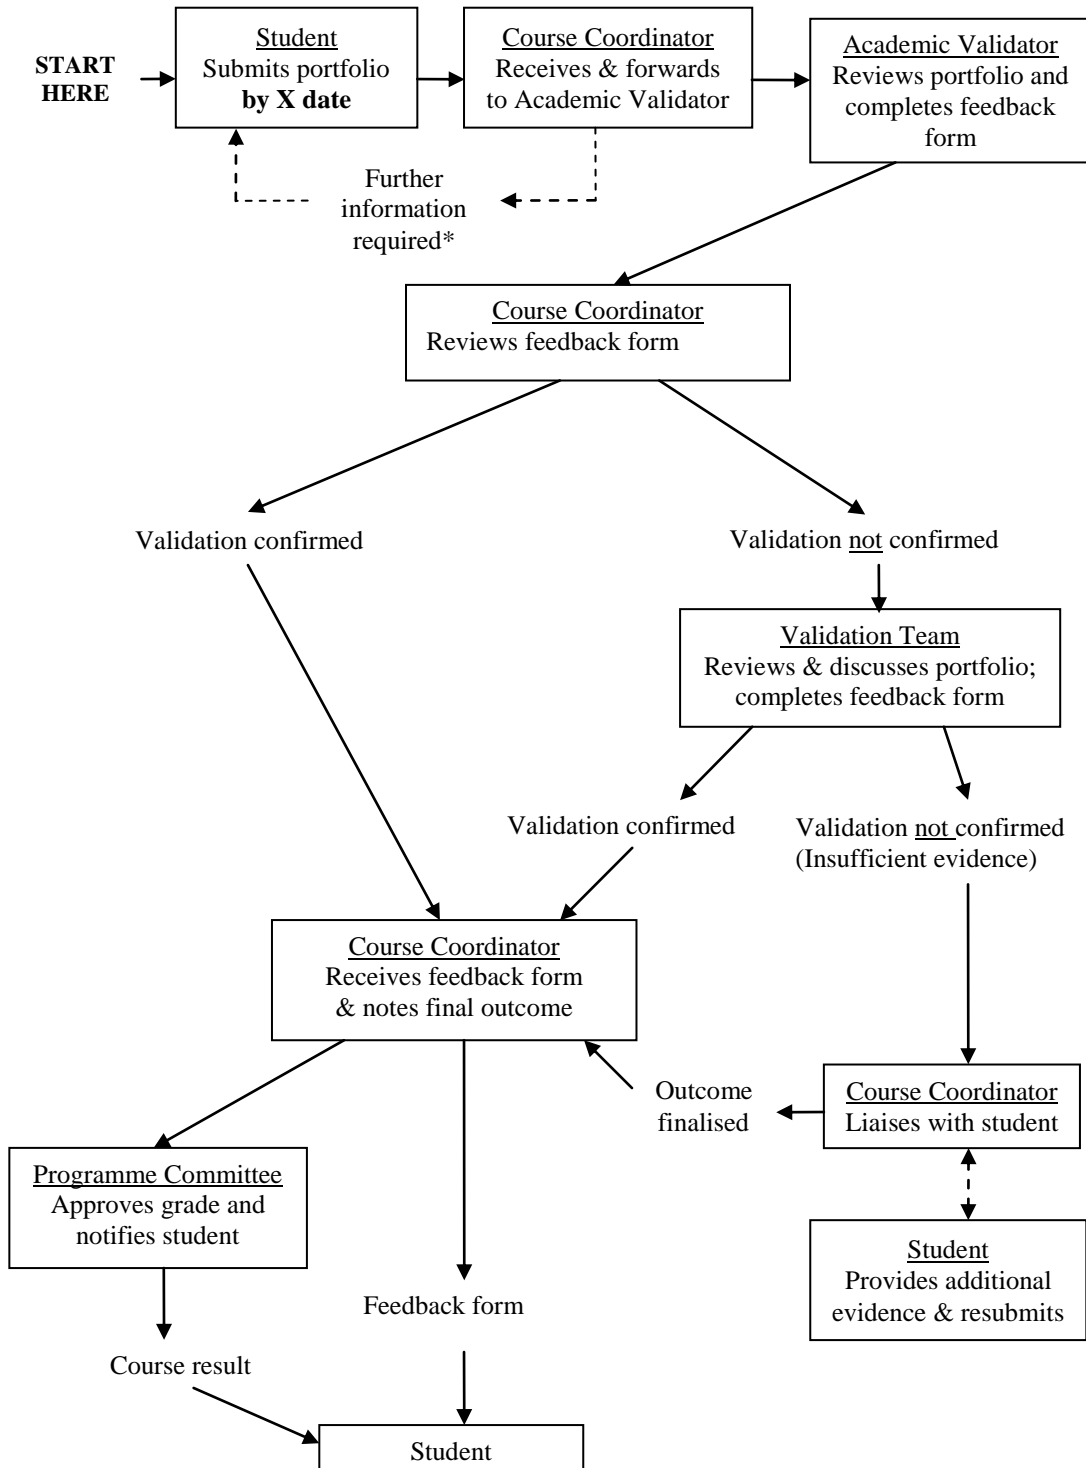 START
HERE
Student
Submits portfolio
by X date
Course Coordinator
Receives & forwards
to Academic Validator
Academic Validator
Reviews portfolio and
completes feedback
form
Further
information
required*
Course Coordinator
Reviews feedback form
Validation confirmed
Validation not confirmed
Validation Team
Reviews & discusses portfolio;
completes feedback form
Validation confirmed
Validation not confirmed
(Insufficient evidence)
Course Coordinator
Receives feedback form
& notes final outcome
Outcome
finalised
Course Coordinator
Liaises with student
Programme Committee
Approves grade and
notifies student
Student
Provides additional
evidence & resubmits
Feedback form
Course result
Student